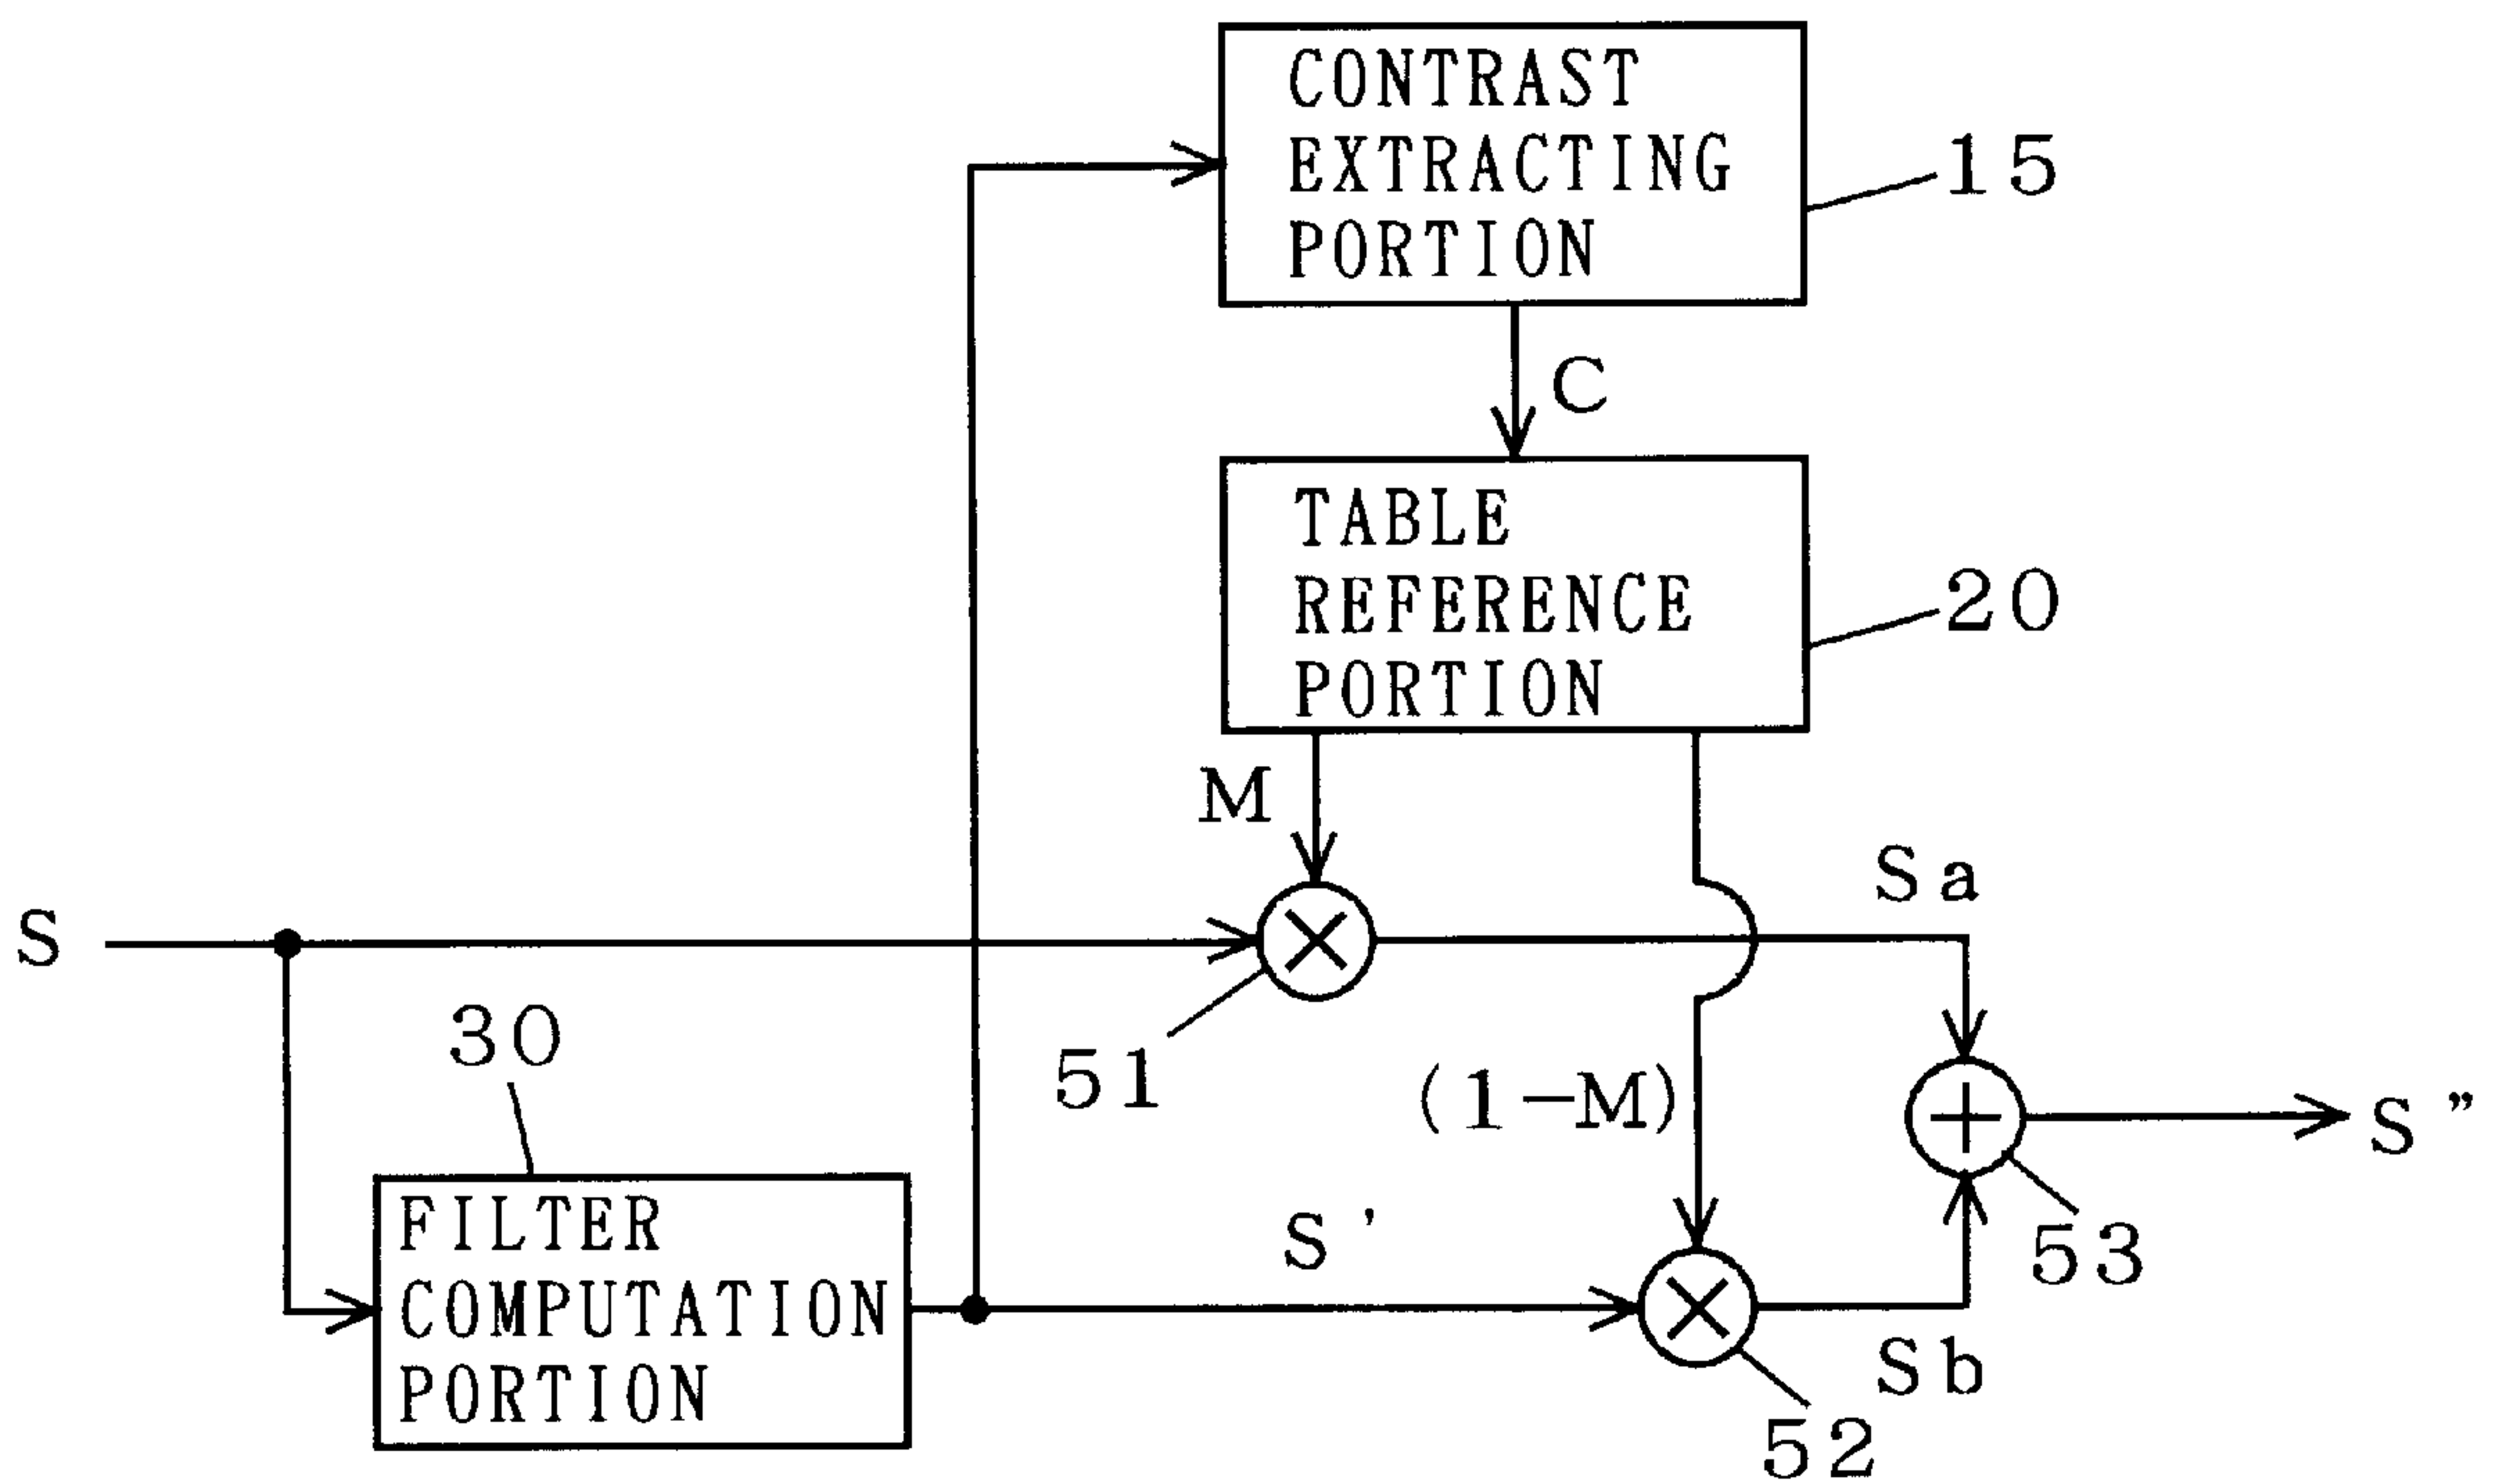 CONTRAST
EXTRACTING
PORTION
15
C
TABLE
REFERENCE
PORTION
20
M
Sa
S
30
51
(1-M)
S"
FILTER
COMPUTATION
PORTION
S'
53
Sb
52